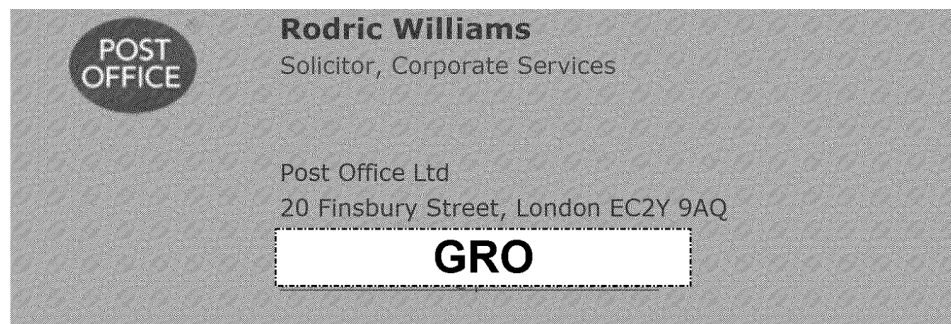 POST
OFFICE
Rodric Williams
Solicitor, Corporate Services
Post Office Ltd
20 Finsbury Street, London EC2Y 9AQ
GRO